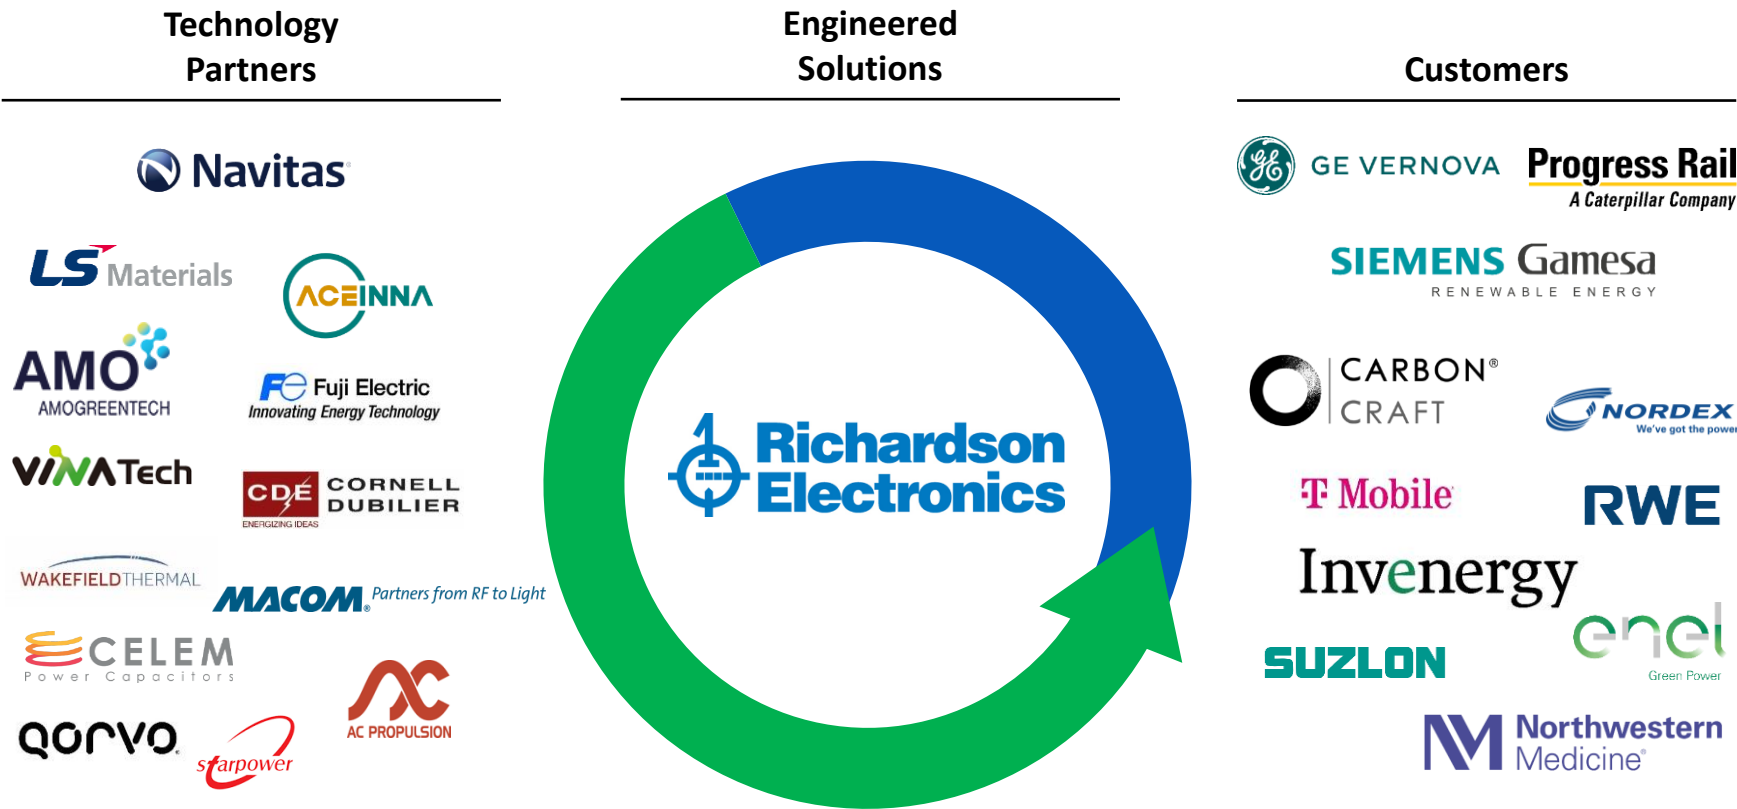 Technology
Partners
Navitas
LS Materials
ACEINNA
AMO
AMOGREENTECH
Fe Fuji Electric
Innovating Energy Technology
VINATech
CDE CORNELL
DUBILIER
ENERGIZING IDEAS
WAKEFIELDTHERMAL
MACOM® Partners from RF to Light
CELEM
Power Capacitors
AC PROPULSION
QORVO
starpower
Engineered
Solutions
Richardson
Electronics
Customers
GE GE VERNOVA
Progress Rail
A Caterpillar Company
SIEMENS Gamesa
RENEWABLE ENERGY
CARBON®
CRAFT
NORDEX
We've got the power
T Mobile
RWE
Invenergy
enel
Green Power
SUZLON
NM Northwestern
Medicine®